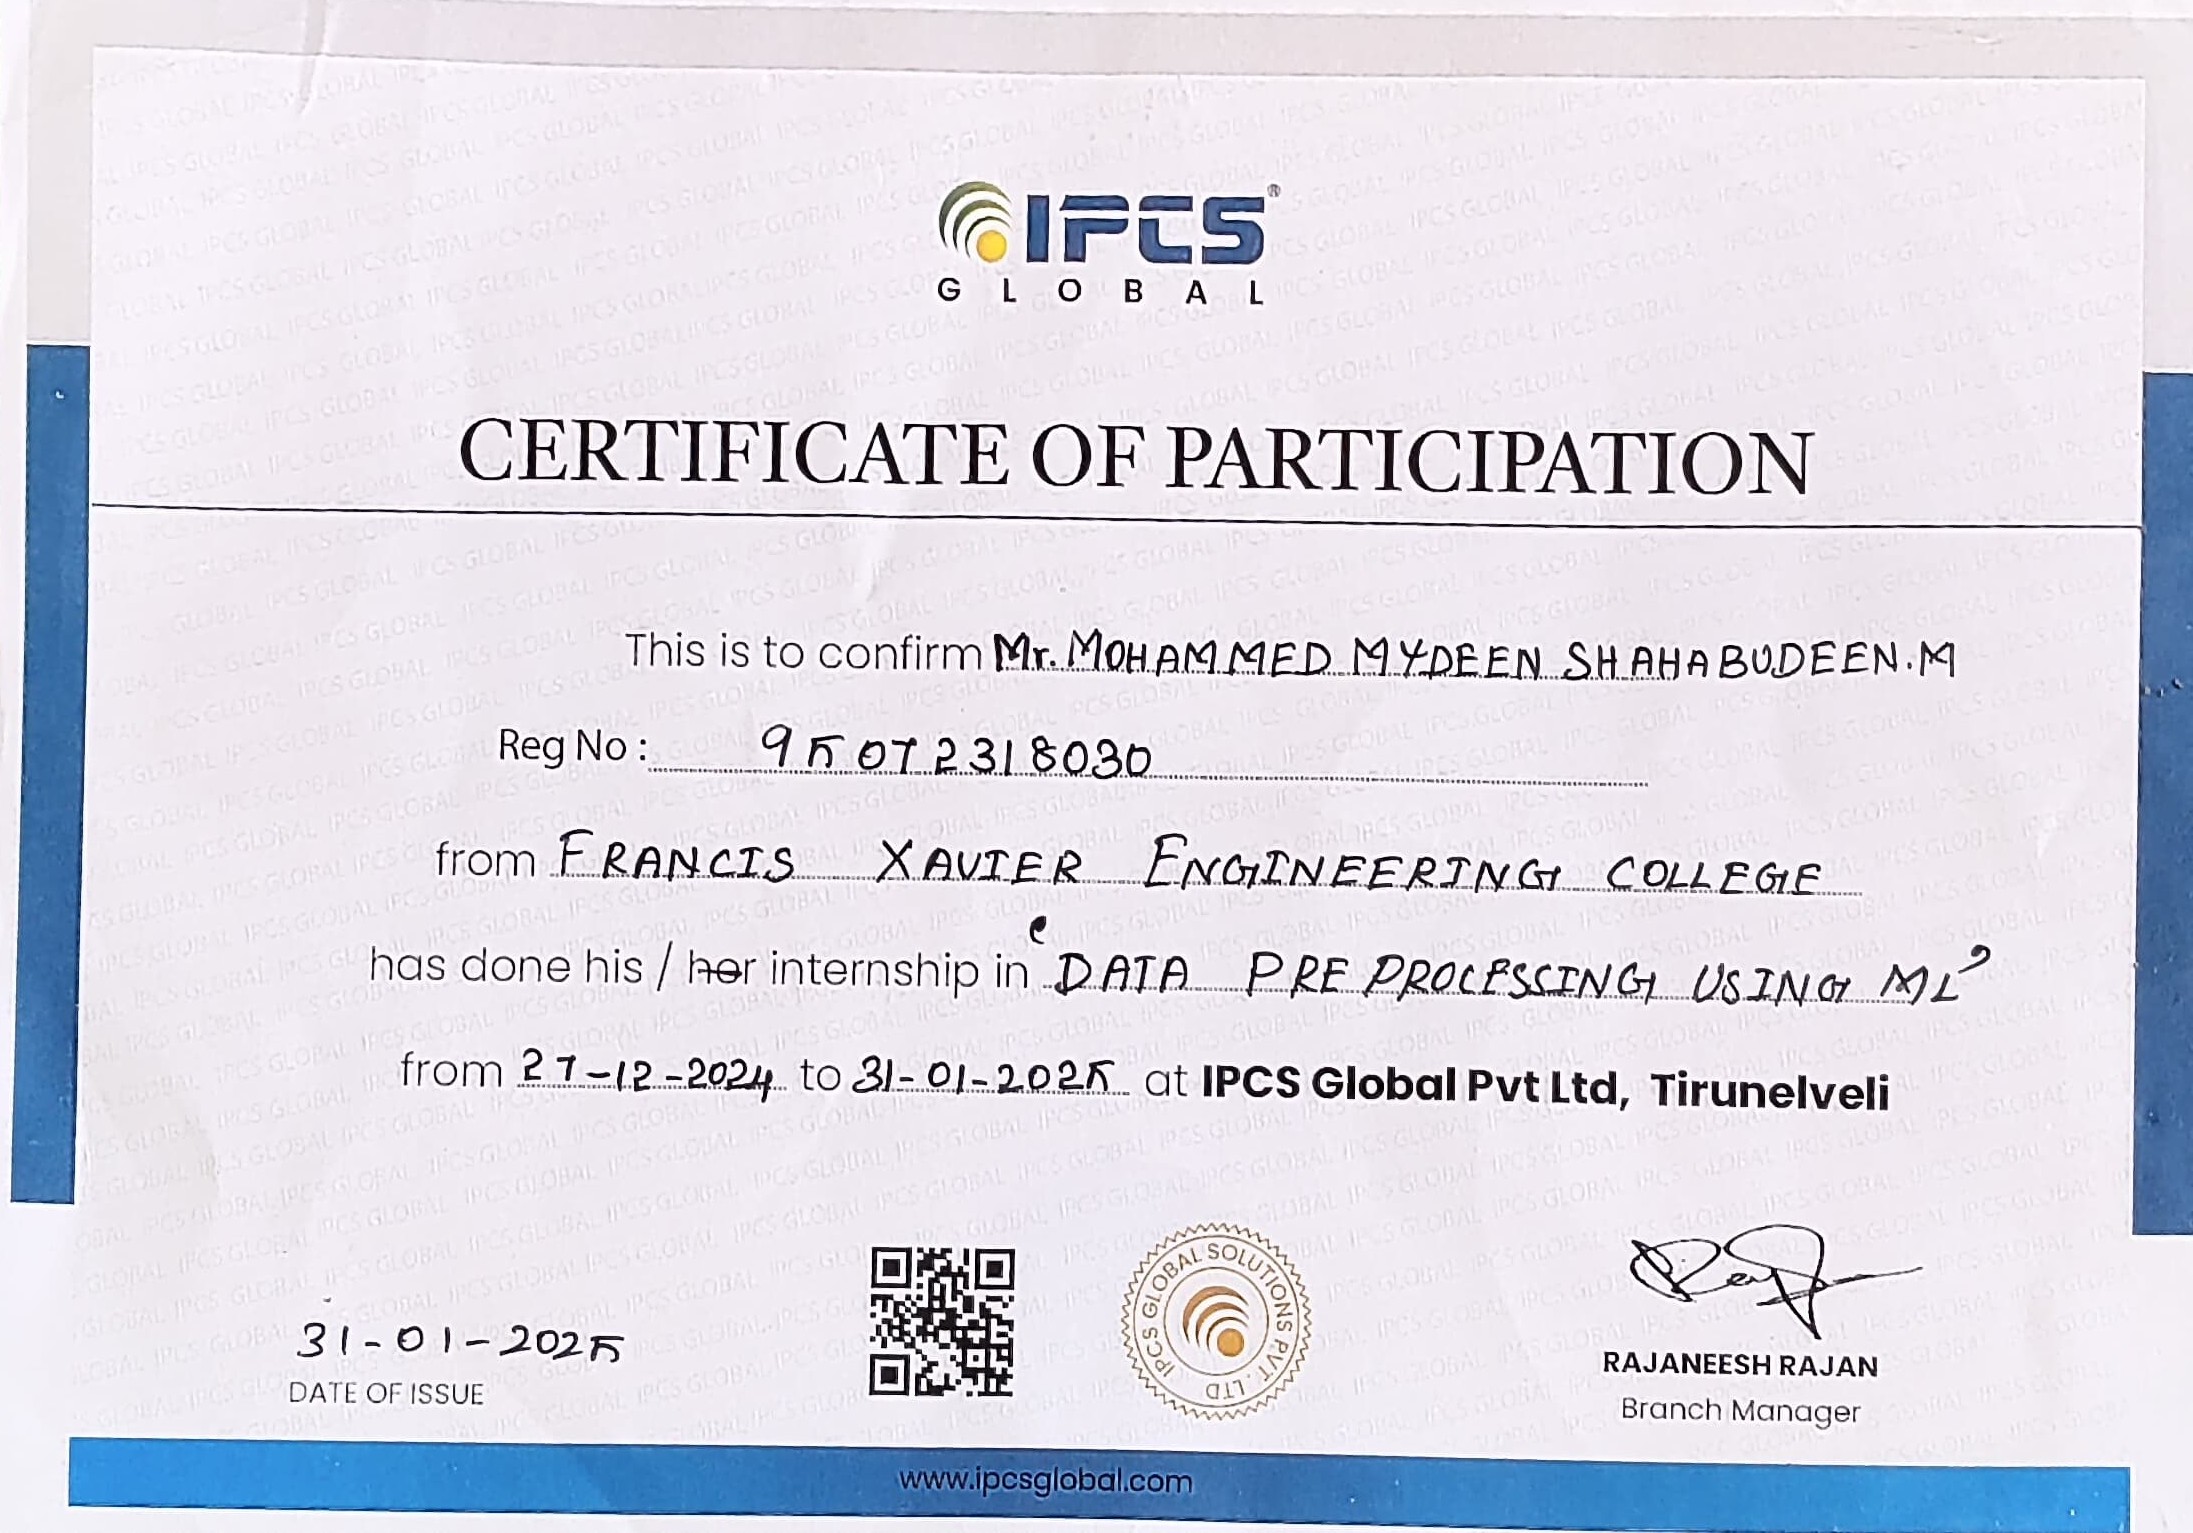 IPCS®
GLOBAL
CERTIFICATE OF PARTICIPATION
This is to confirm Mr. MOHAMMED MYDEEN SHAHABUDEEN.M
Reg No : 950723 18030
from FRANCIS XAVIER ENGINEERING COLLEGE
has done his / her internship in ‘DATA PRE PROCESSING USING ML’
from 27-12-2024 to 31-01-2025 at IPCS Global Pvt Ltd, Tirunelveli
IPCS GLOBAL SOLUTIONS PVT. LTD
31-01-2025
DATE OF ISSUE
RAJANEESH RAJAN
Branch Manager
www.ipcsglobal.com